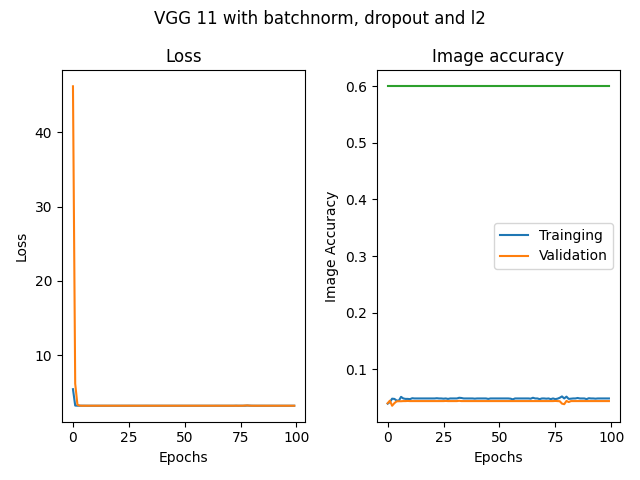 VGG 11 with batchnorm, dropout and l2
Loss
Loss
40
30
20
10
0
25
50
75
100
Epochs
Image accuracy
Image Accuracy
0.6
0.5
0.4
0.3
0.2
0.1
Trainging
Validation
0
25
50
75
100
Epochs